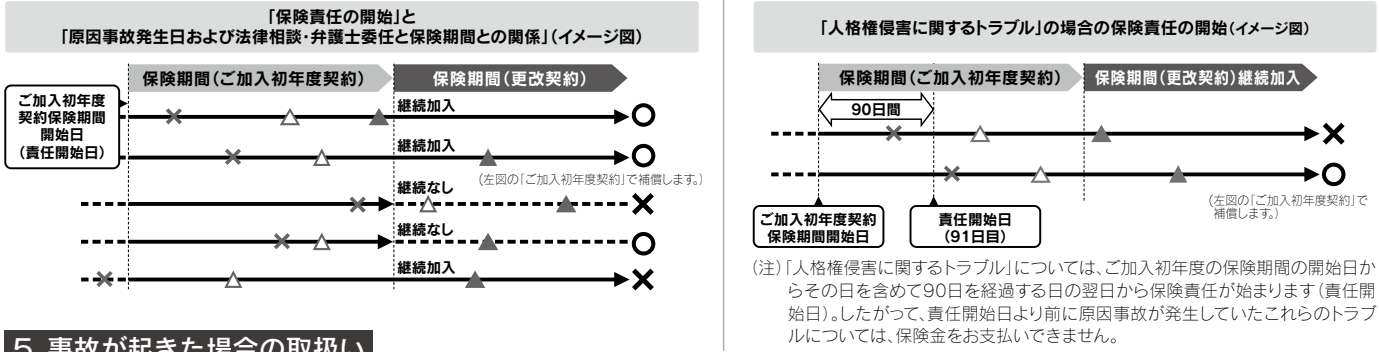 「保険責任の開始」と
「原因事故発生日および法律相談・弁護士委任と保険期間との関係」（イメージ図）
保険期間（ご加入初年度契約）
保険期間（更改契約）
ご加入初年度
契約保険期間
開始日
（責任開始日）
継続加入
継続加入
（左図の「ご加入初年度契約」で補償します。）
継続なし
継続なし
継続加入
5 事故が起きた場合の取扱い
「人格権侵害に関するトラブル」の場合の保険責任の開始（イメージ図）
保険期間（ご加入初年度契約）
保険期間（更改契約）継続加入
90日間
（左図の「ご加入初年度契約」で
補償します。）
ご加入初年度契約
保険期間開始日
責任開始日
（91日目）
（注）「人格権侵害に関するトラブル」については、ご加入初年度の保険期間の開始日か
らその日を含めて90日を経過する日の翌日から保険責任が始まります（責任開
始日）。したがって、責任開始日より前に原因事故が発生していたこれらのトラブ
ルについては、保険金をお支払いできません。